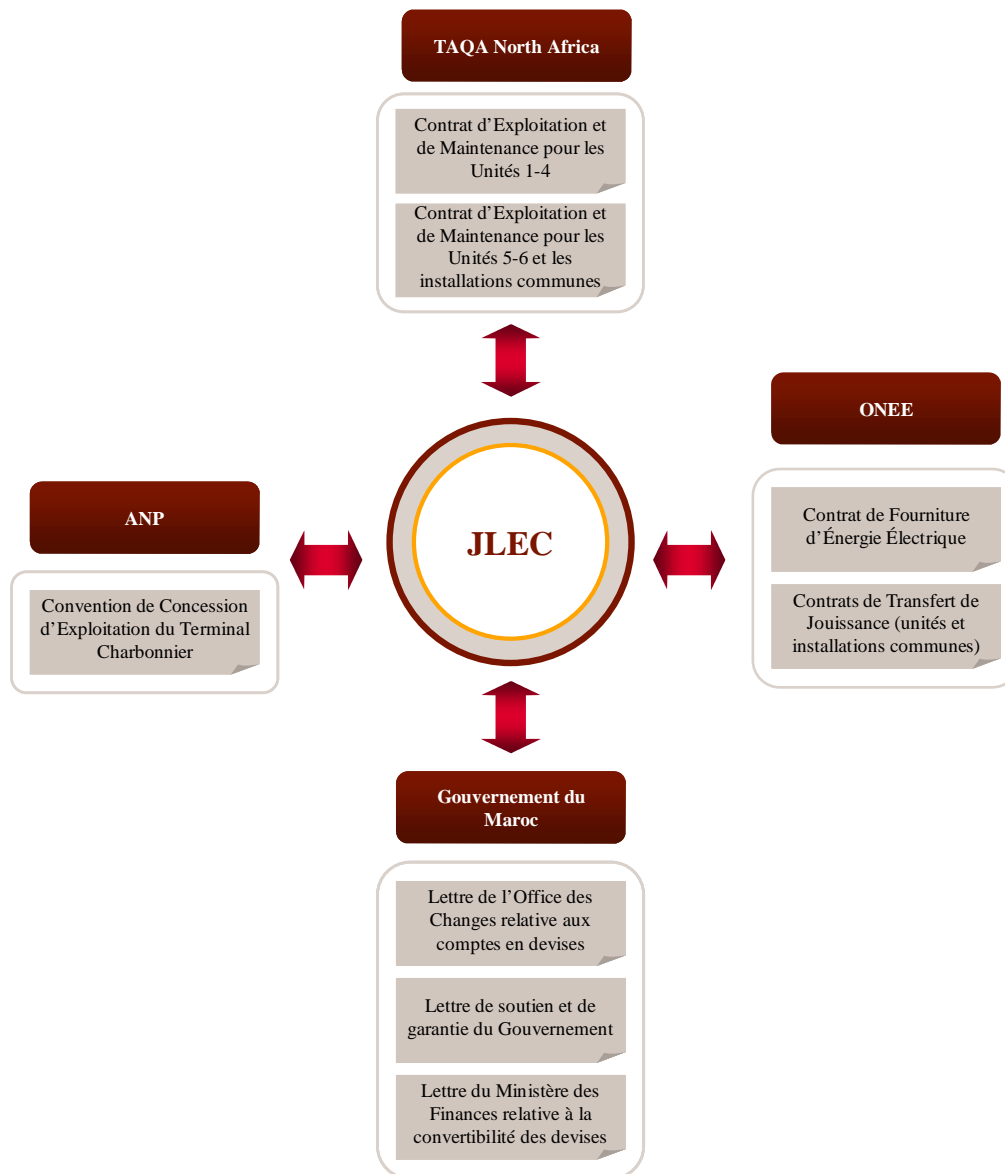 TAQA North Africa
Contrat d’Exploitation et
de Maintenance pour les
Unités 1-4
Contrat d’Exploitation et
de Maintenance pour les
Unités 5-6 et les
installations communes
ONEE
Contrat de Fourniture
d’Énergie Électrique
Contrats de Transfert de
Jouissance (unités et
installations communes)
ANP
Convention de Concession
d’Exploitation du Terminal
Charbonnier
JLEC
Gouvernement du
Maroc
Lettre de l’Office des
Changes relative aux
comptes en devises
Lettre de soutien et de
garantie du Gouvernement
Lettre du Ministère des
Finances relative à la
convertibilité des devises